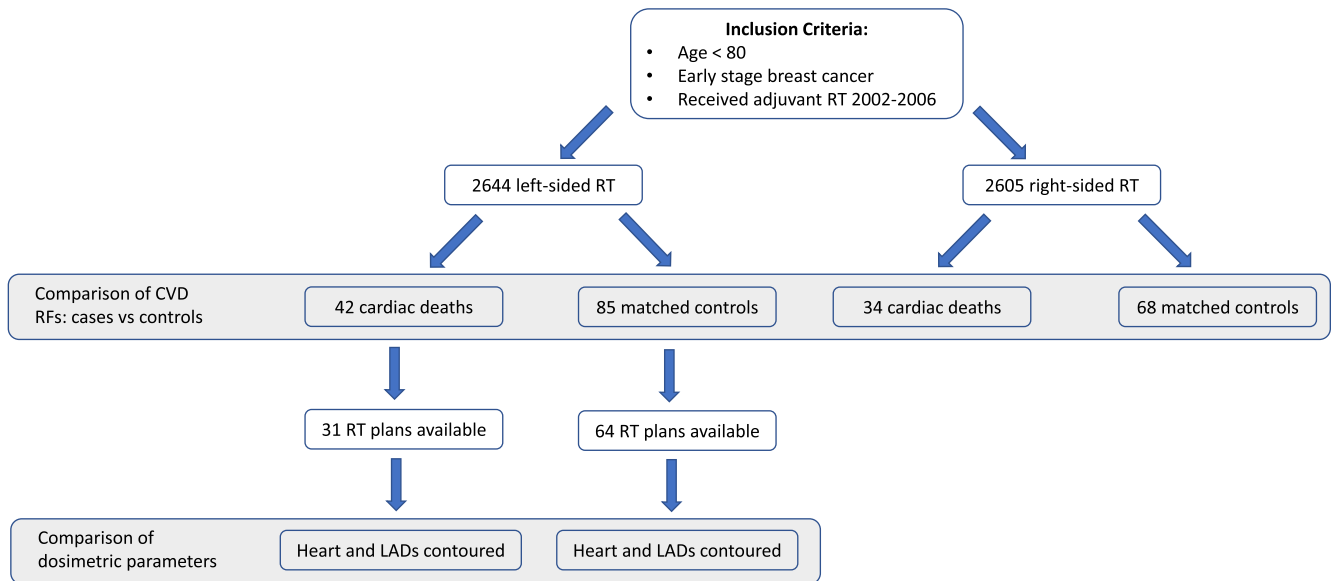 Inclusion Criteria:
• Age < 80
• Early stage breast cancer
• Received adjuvant RT 2002-2006
2644 left-sided RT
2605 right-sided RT
Comparison of CVD
RFs: cases vs controls
42 cardiac deaths
85 matched controls
34 cardiac deaths
68 matched controls
31 RT plans available
64 RT plans available
Comparison of
dosimetric parameters
Heart and LADs contoured
Heart and LADs contoured